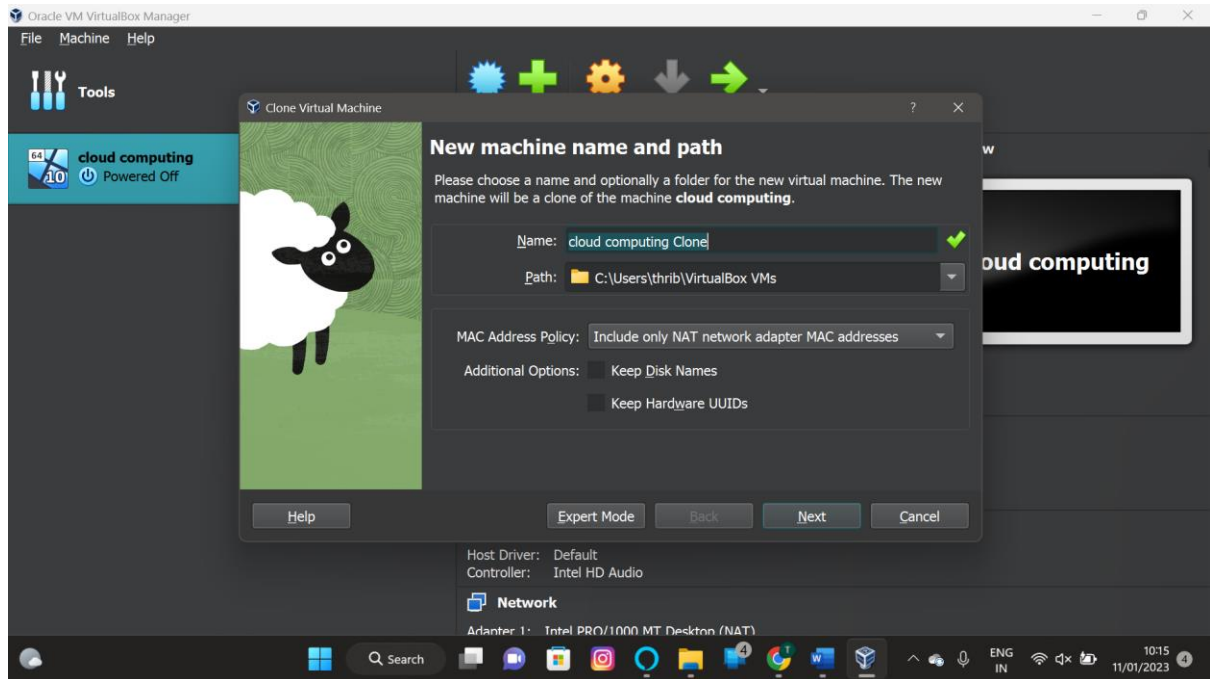 Oracle VM VirtualBox Manager
File Machine Help
Tools
64
10
cloud computing
Powered Off
Clone Virtual Machine
?
New machine name and path
Please choose a name and optionally a folder for the new virtual machine. The new
machine will be a clone of the machine cloud computing.
Name: cloud computing Clone
Path: C:\Users\thrib\VirtualBox VMs
MAC Address Policy: Include only NAT network adapter MAC addresses
Additional Options: Keep Disk Names
Keep Hardware UUIDs
Help Expert Mode Back Next Cancel
w
oud computing
Host Driver: Default
Controller: Intel HD Audio
Network
Adapter 1: Intel PRO/1000 MT Desktop (NAT)
Search
4
T
W
ENG
IN
10:15
11/01/2023
4